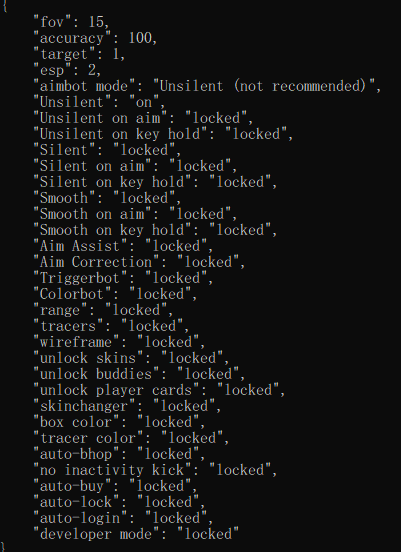 {
"fov": 15,
"accuracy": 100,
"target": 1,
"esp": 2,
"aimbot mode": "Unsilent (not recommended)",
"Unsilent": "on",
"Unsilent on aim": "locked",
"Unsilent on key hold": "locked",
"Silent": "locked",
"Silent on aim": "locked",
"Silent on key hold": "locked",
"Smooth": "locked",
"Smooth on aim": "locked",
"Smooth on key hold": "locked",
"Aim Assist": "locked",
"Aim Correction": "locked",
"Triggerbot": "locked",
"Colorbot": "locked",
"range": "locked",
"tracers": "locked",
"wireframe": "locked",
"unlock skins": "locked",
"unlock buddies": "locked",
"unlock player cards": "locked",
"skinchanger": "locked",
"box color": "locked",
"tracer color": "locked",
"auto-bhop": "locked",
"no inactivity kick": "locked",
"auto-buy": "locked",
"auto-lock": "locked",
"auto-login": "locked",
"developer mode": "locked"
}